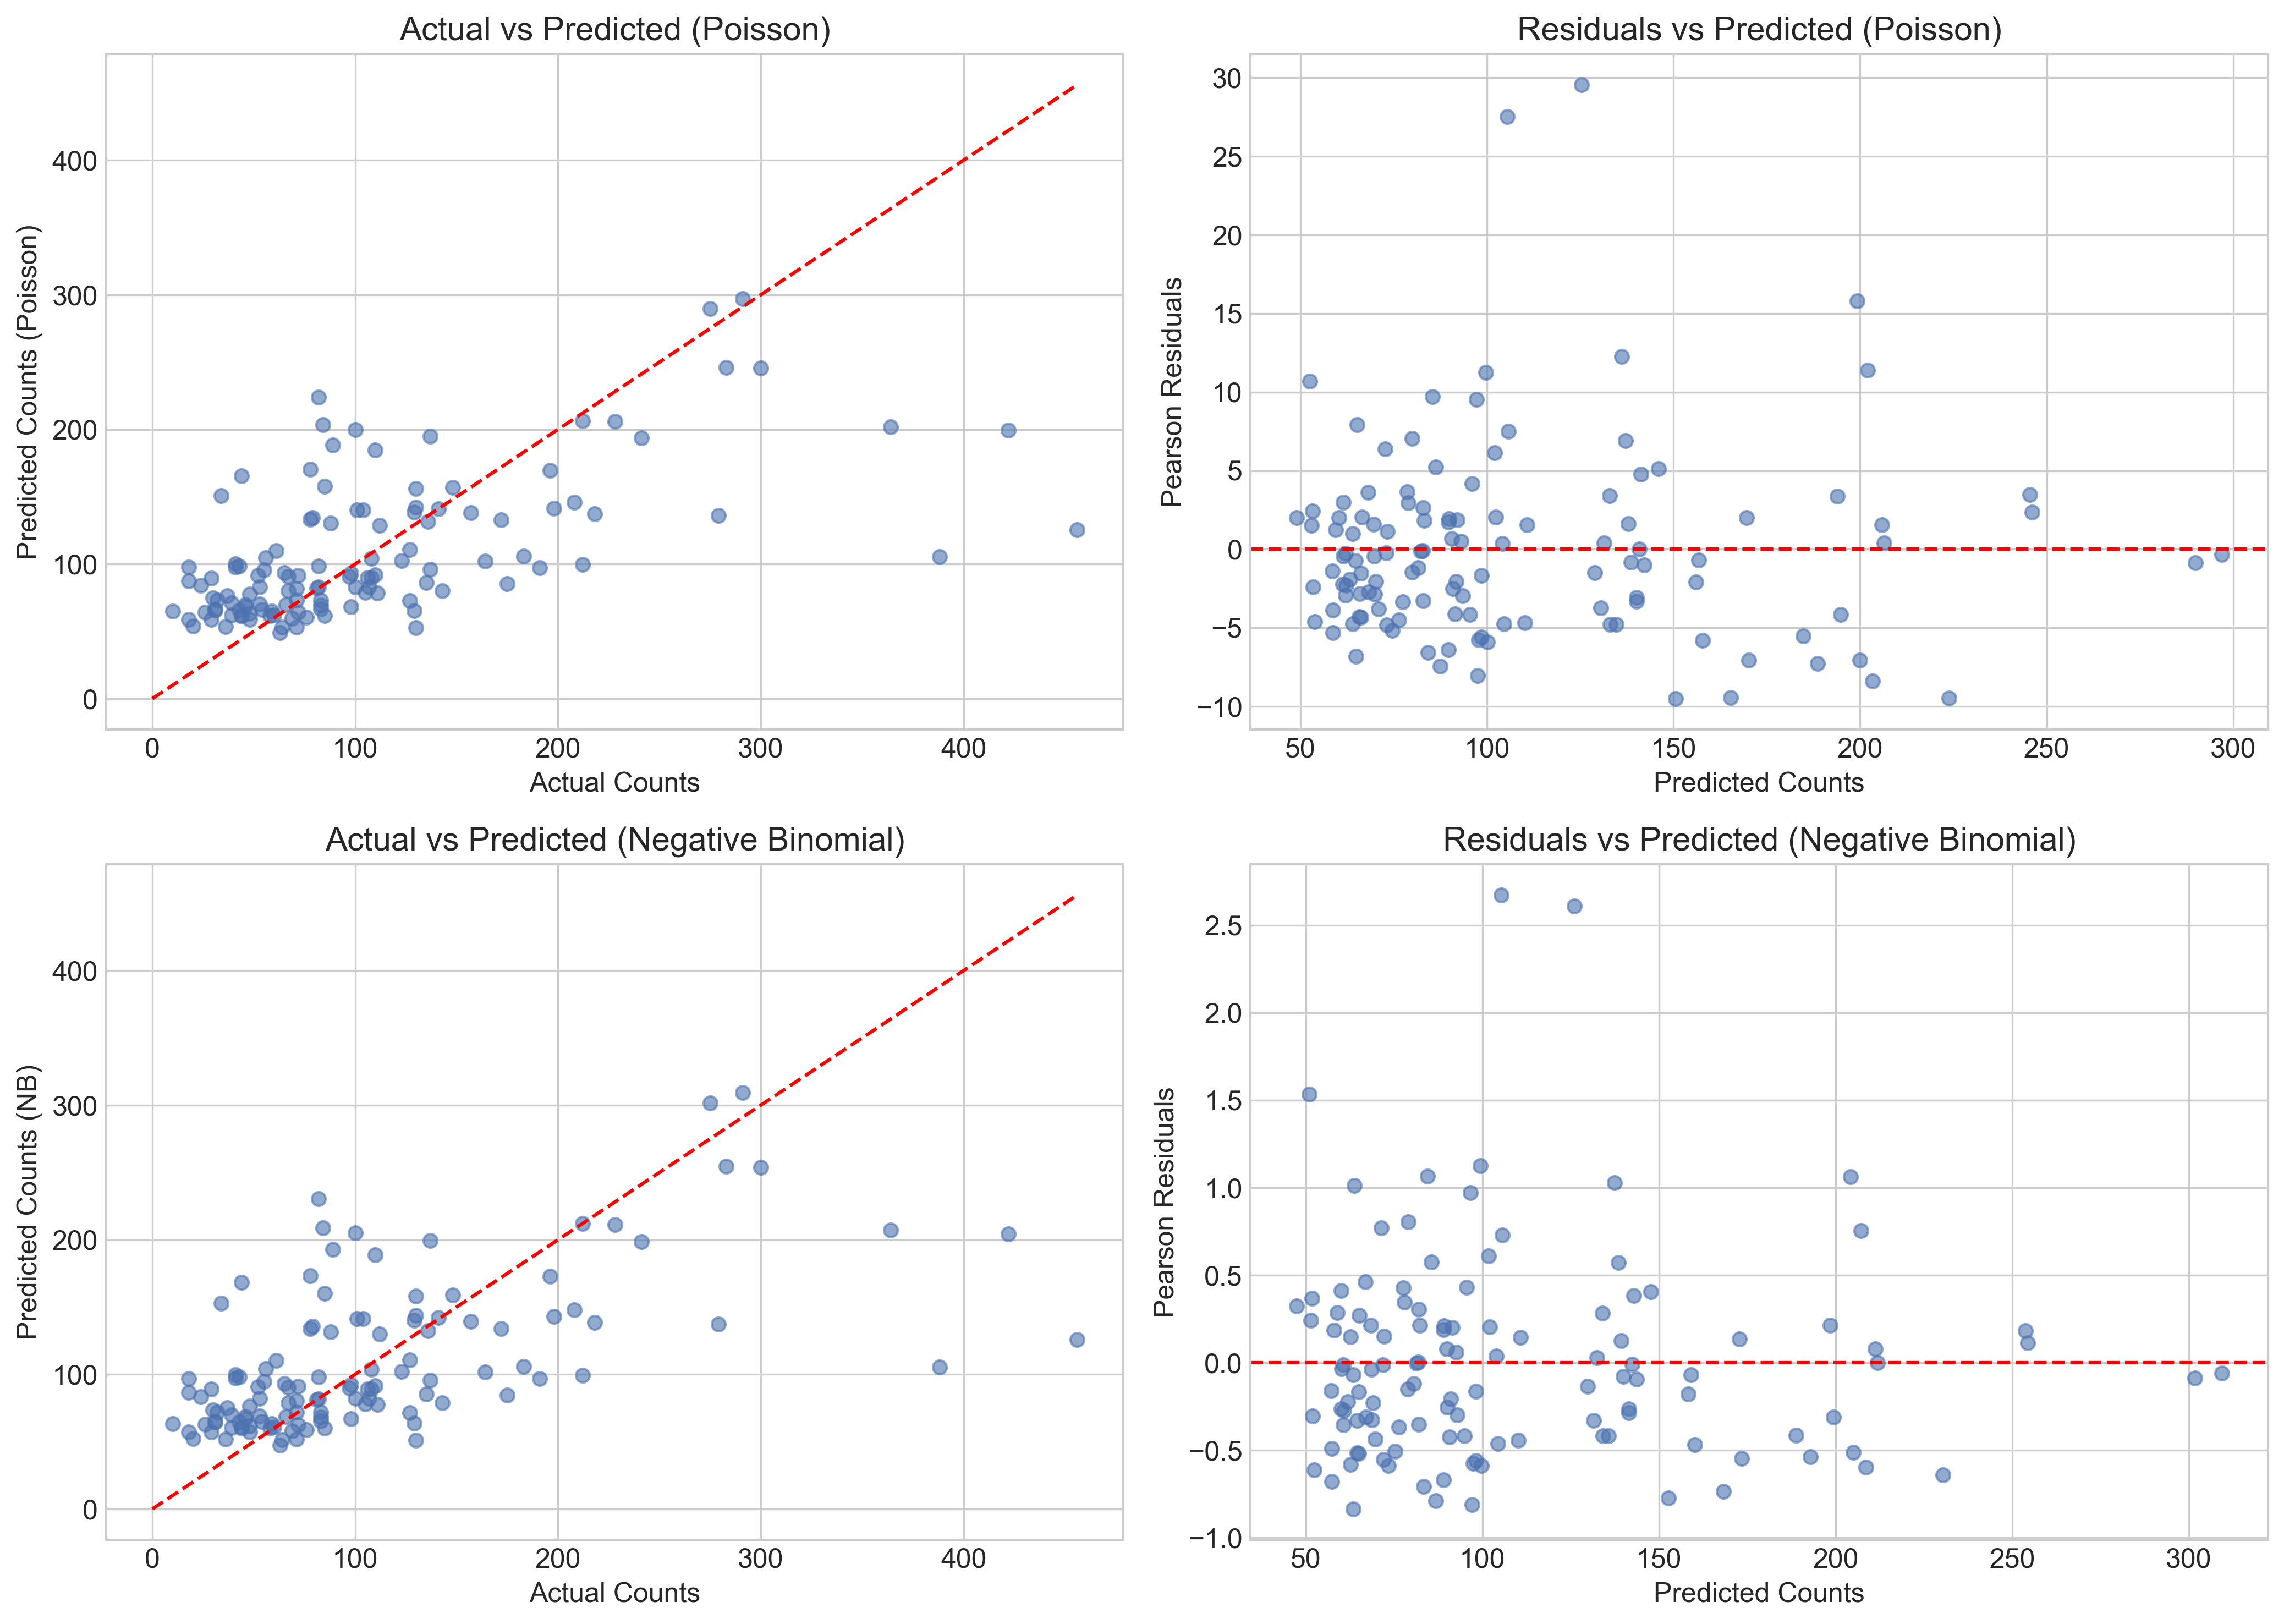 Actual vs Predicted (Poisson)
Predicted Counts (Poisson)
400
300
200
100
0
0 100 200 300 400
Actual Counts
Residuals vs Predicted (Poisson)
Pearson Residuals
30
25
20
15
10
5
0
−5
−10
50 100 150 200 250 300
Predicted Counts
Actual vs Predicted (Negative Binomial)
Predicted Counts (NB)
400
300
200
100
0
0 100 200 300 400
Actual Counts
Residuals vs Predicted (Negative Binomial)
Pearson Residuals
2.5
2.0
1.5
1.0
0.5
0.0
−0.5
−1.0
50 100 150 200 250 300
Predicted Counts